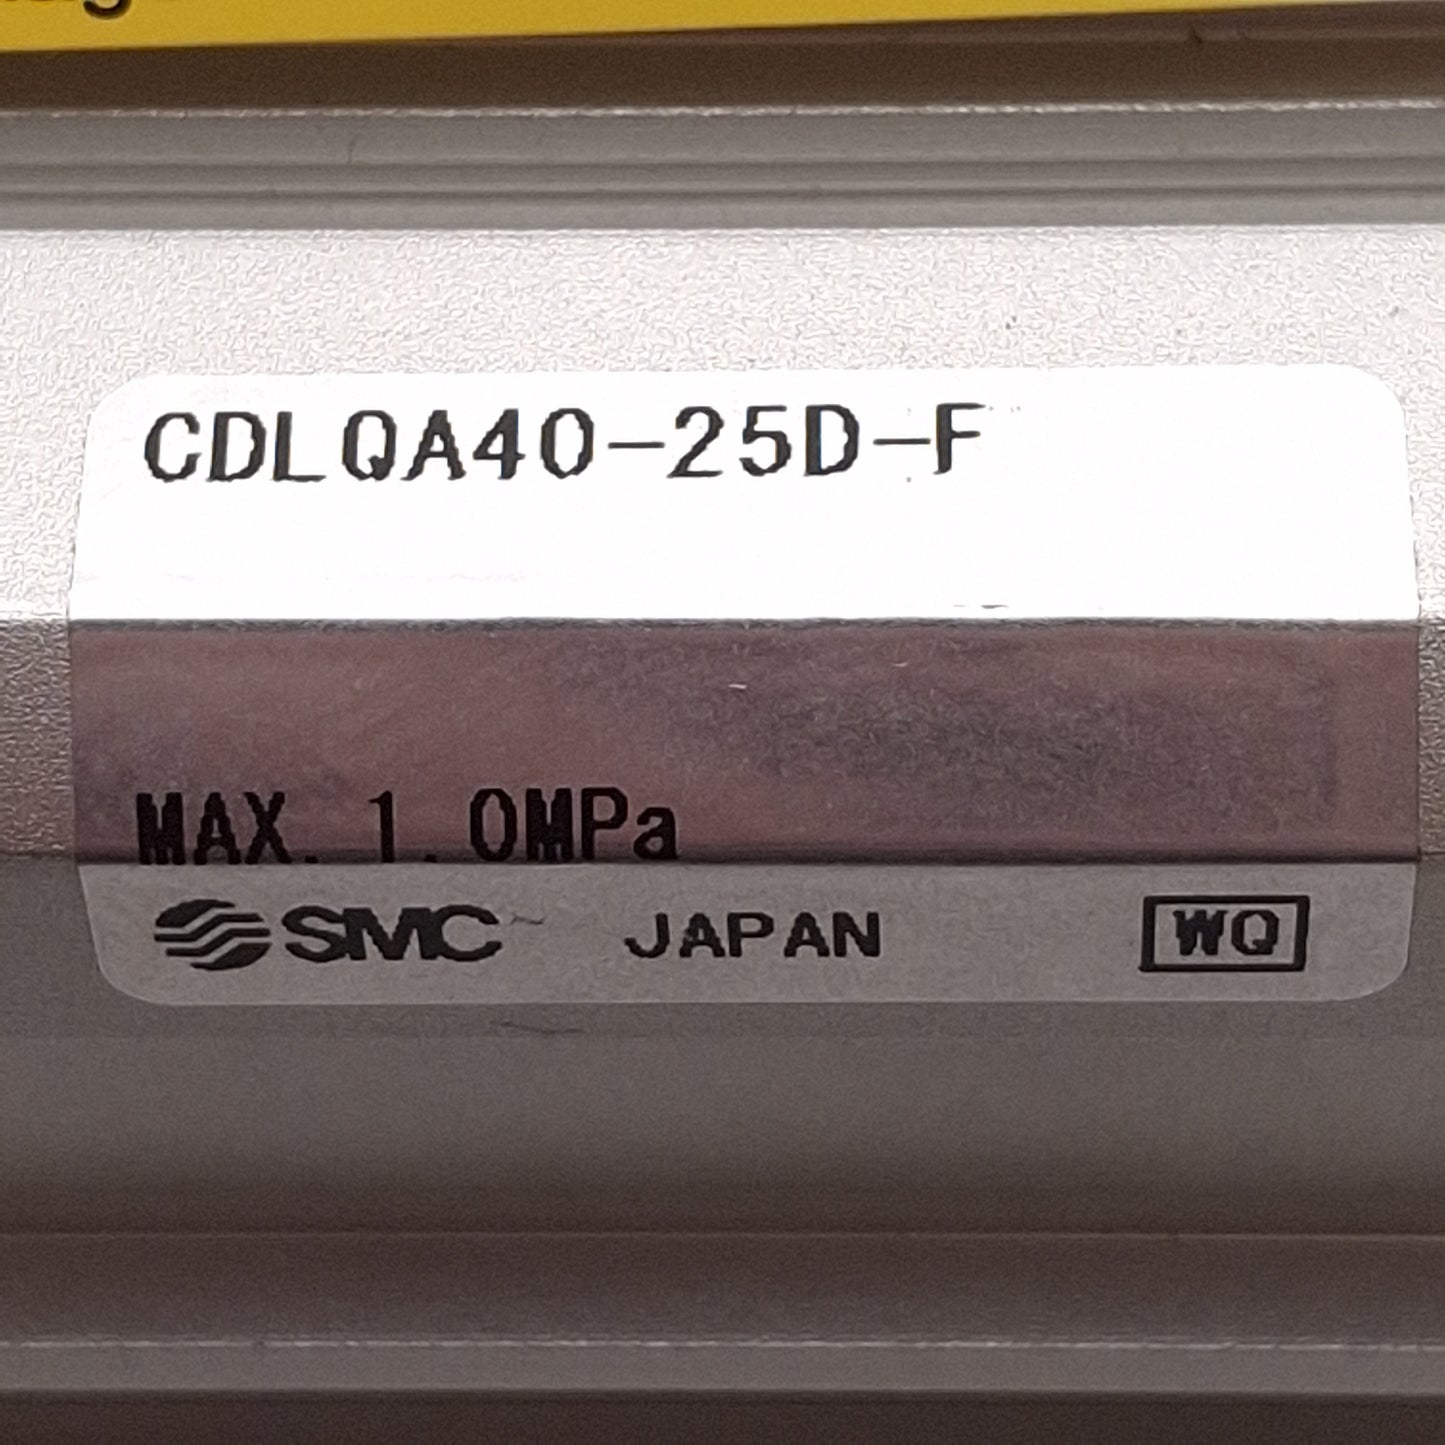 CDLQA40-25D-F
MAX. 1.0MPa
SMC JAPAN WQ